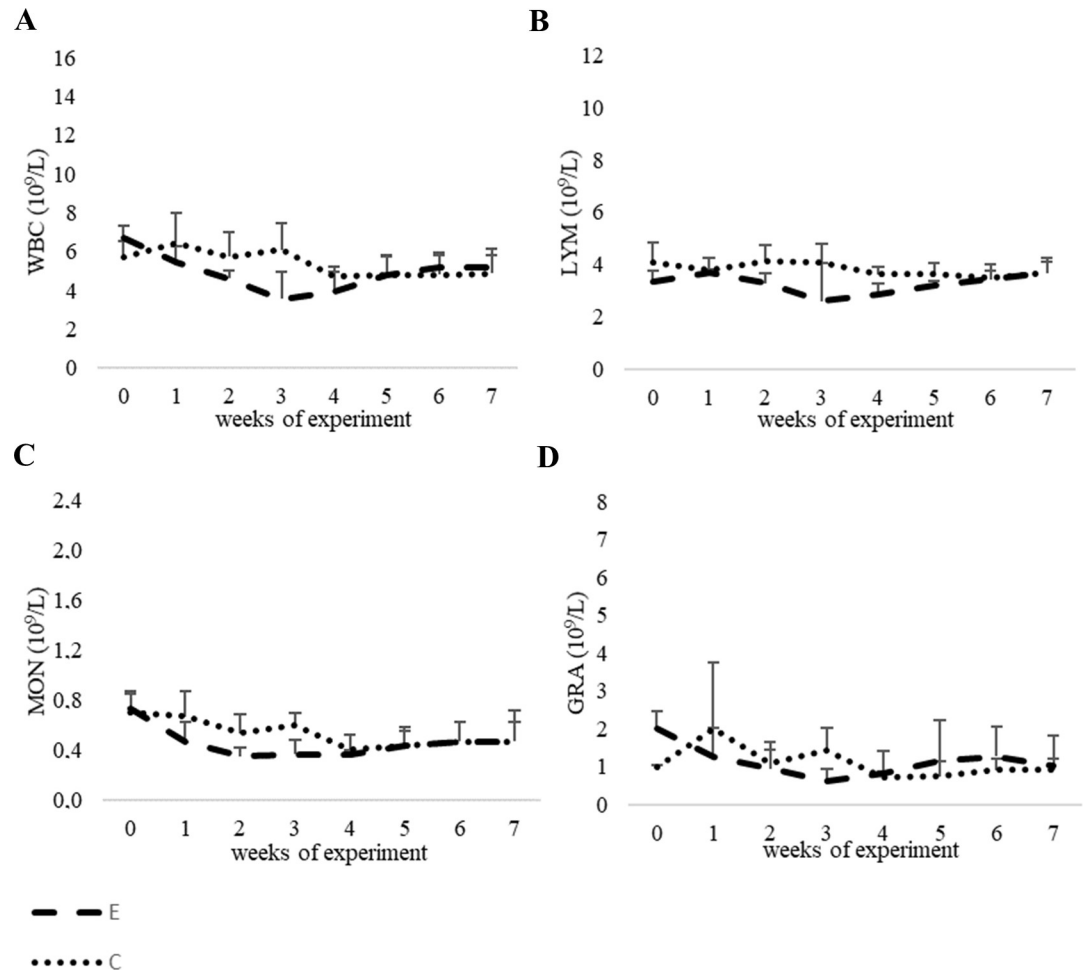 A
WBC (10⁹/L)
16
14
12
10
8
6
4
2
0
0 1 2 3 4 5 6 7
weeks of experiment
B
LYM (10⁹/L)
12
10
8
6
4
2
0
0 1 2 3 4 5 6 7
weeks of experiment
C
MON (10⁹/L)
2.4
2.0
1.6
1.2
0.8
0.4
0.0
0 1 2 3 4 5 6 7
weeks of experiment
D
GRA (10⁹/L)
8
7
6
5
4
3
2
1
0
0 1 2 3 4 5 6 7
weeks of experiment
E
C